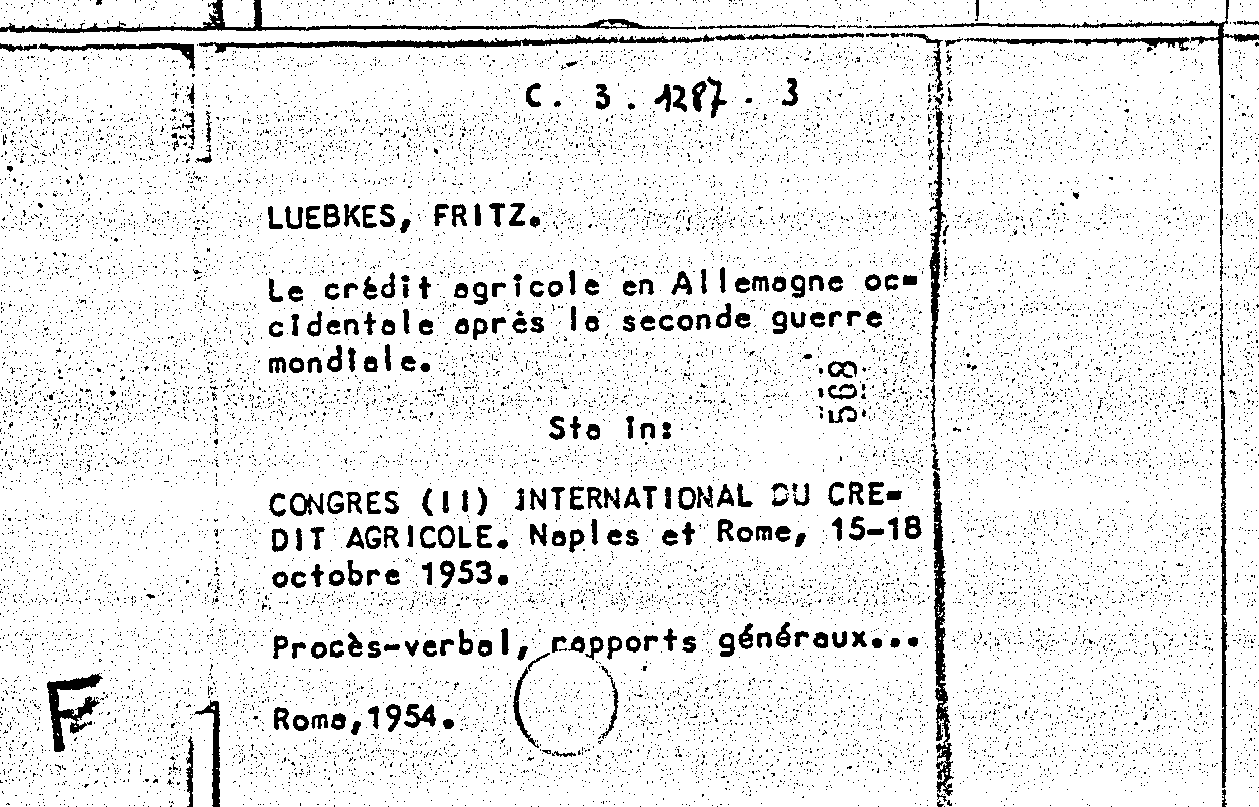 C. 3. 1287. 3
LUEBKES, FRITZ.
Le crèdit agricole en Allemagne oc-
cidentale après la seconde guerre
mondiale.
568
Sta in:
CONGRES (II) INTERNATIONAL DU CRE-
DIT AGRICOLE. Naples et Rome, 15-18
octobre 1953.
Procès-verbal, rapports généraux...
Roma,1954.
F